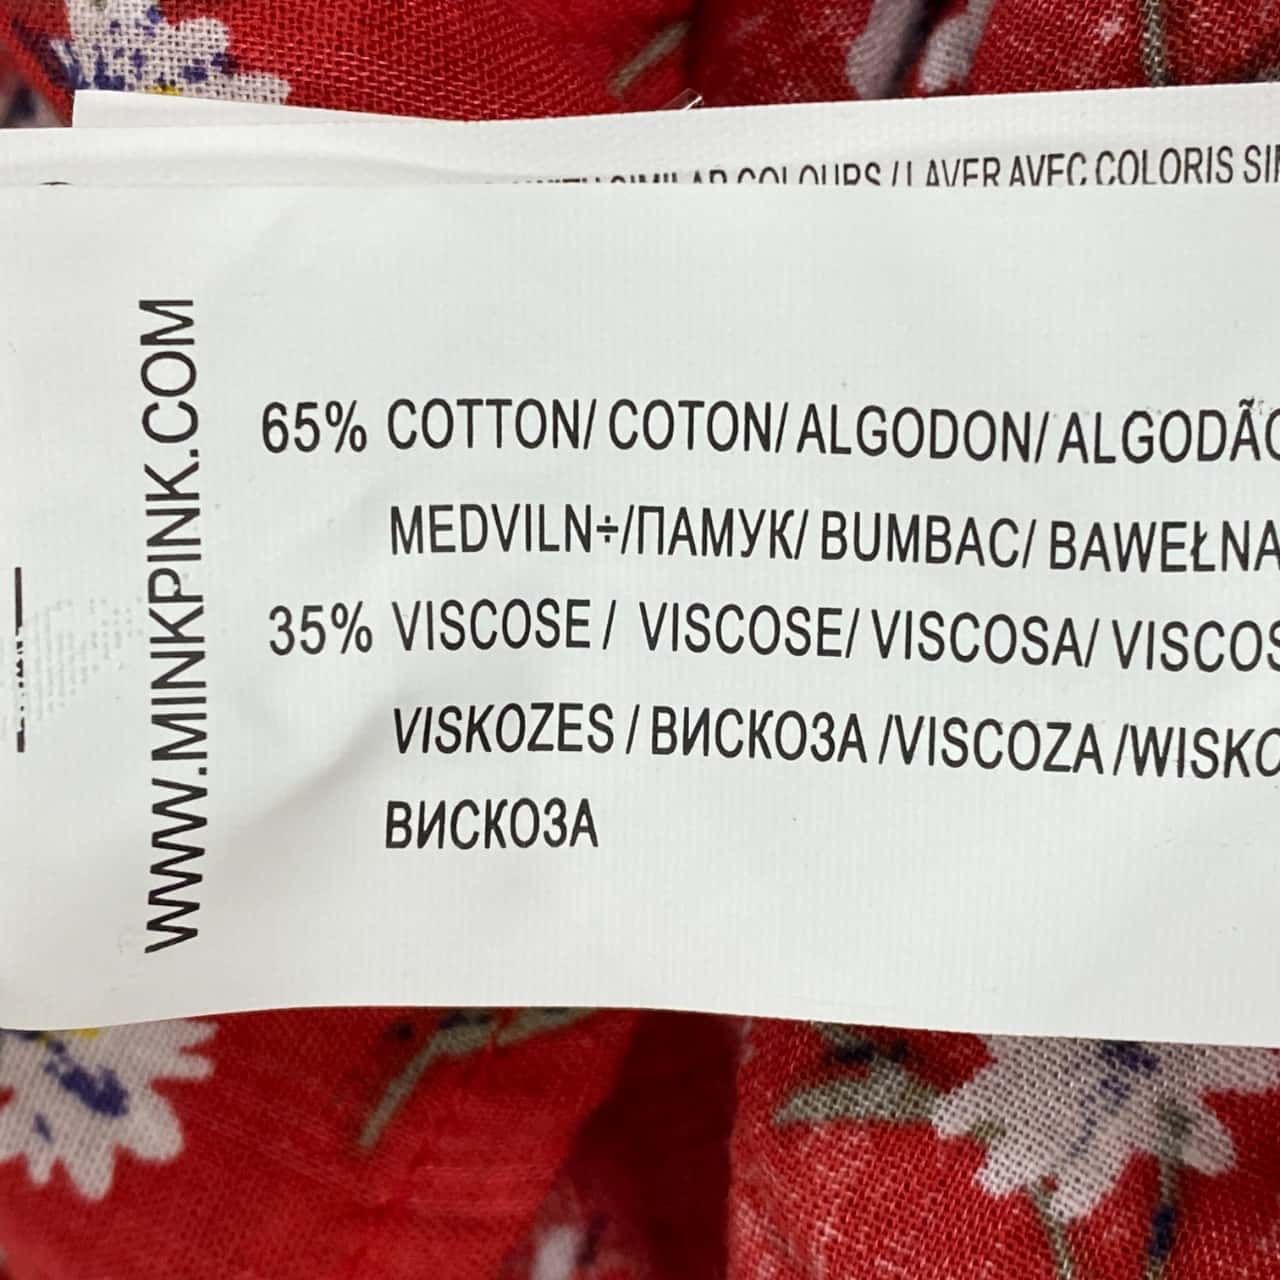 COLOURS / LAVER AVEC COLORIS
WWW.MINKPINK.COM
65% COTTON/ COTON/ ALGODON/
MEDVILN÷/ПАМУК/ BUMBAC/ BAWEŁNA
35% VISCOSE / VISCOSE/ VISCOSA/
VISKOZES / ВИСКОЗА /VISCOZA /
ВИСКОЗА